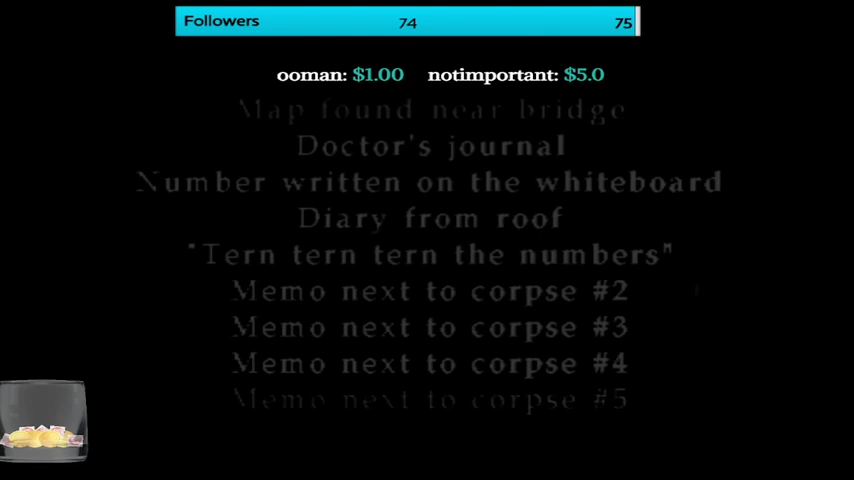 Followers 74 75
ooman: $1.00 notimportant: $5.0
Map found near bridge
Doctor's journal
Number written on the whiteboard
Diary from roof
"Tern tern tern the numbers"
Memo next to corpse #2
Memo next to corpse #3
Memo next to corpse #4
Memo next to corpse #5